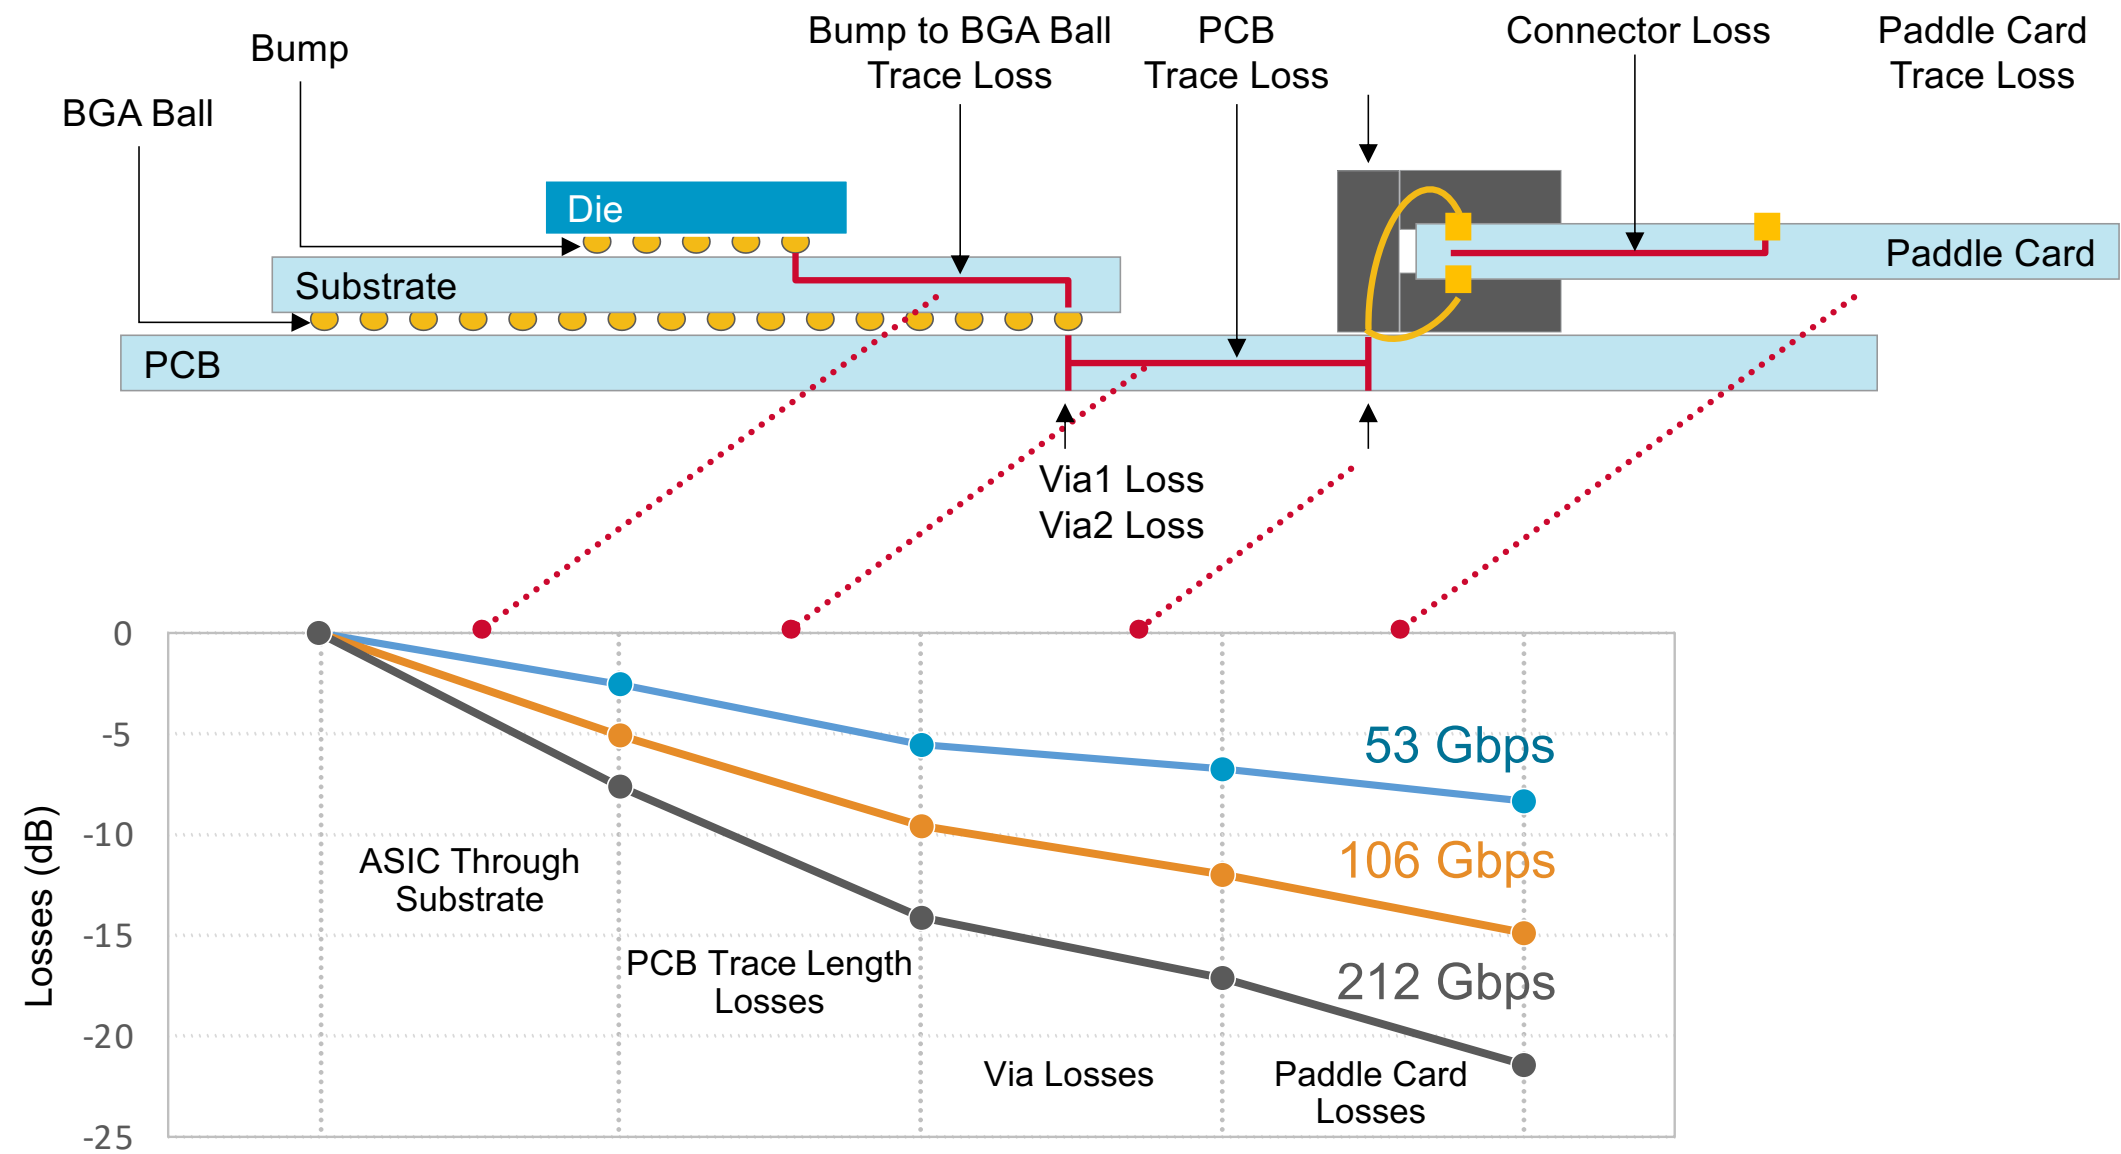 Bump to BGA Ball
Trace Loss
PCB
Trace Loss
Connector Loss
Paddle Card
Trace Loss
Bump
BGA Ball
Die
Substrate
Paddle Card
PCB
Via1 Loss
Via2 Loss
0
-5
-10
-15
-20
-25
Losses (dB)
53 Gbps
106 Gbps
212 Gbps
ASIC Through
Substrate
PCB Trace Length
Losses
Via Losses
Paddle Card
Losses